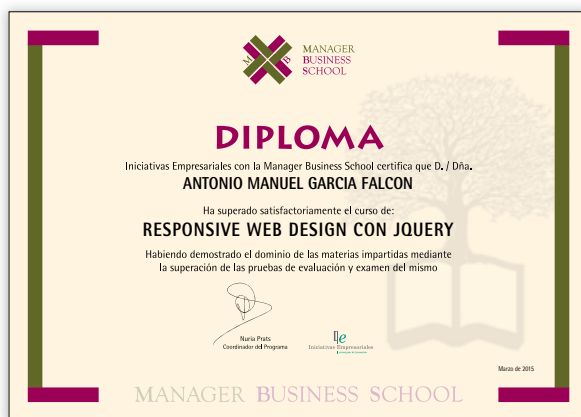 M B
MANAGER
BUSINESS
SCHOOL
DIPLOMA
Iniciativas Empresariales con la Manager Business School certifica que D. / Dña.
ANTONIO MANUEL GARCIA FALCON
Ha superado satisfactoriamente el curso de:
RESPONSIVE WEB DESIGN CON JQUERY
Habiendo demostrado el dominio de las materias impartidas mediante
la superación de las pruebas de evaluación y examen del mismo
Nuria Prats
Coordinador del Programa
Iniciativas Empresariales
Marzo de 2015
MANAGER BUSINESS SCHOOL